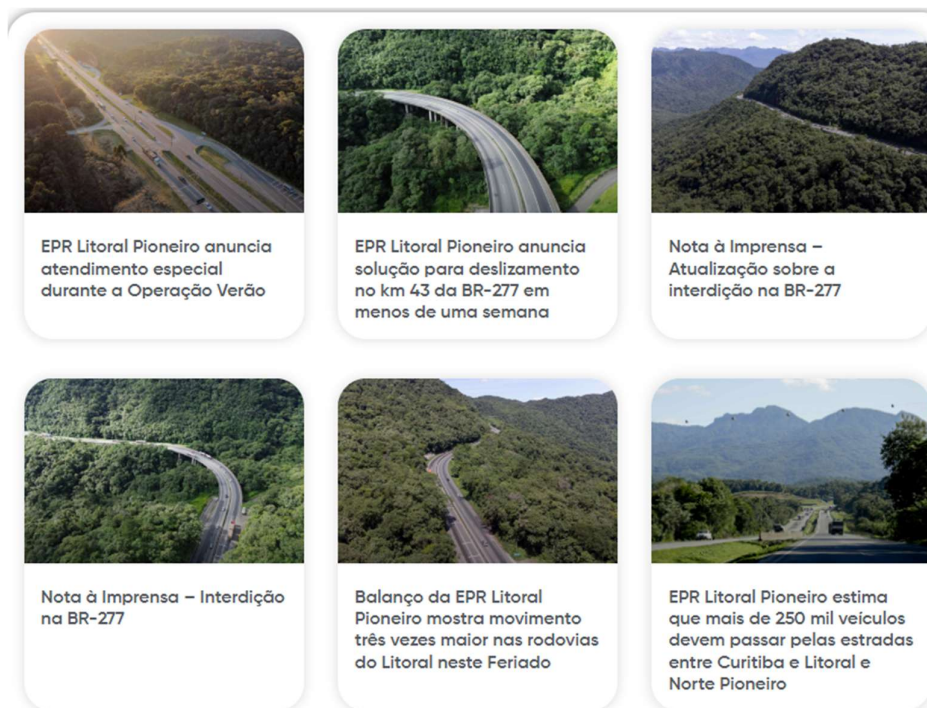 EPR Litoral Pioneiro anuncia
atendimento especial
durante a Operação Verão
EPR Litoral Pioneiro anuncia
solução para deslizamento
no km 43 da BR-277 em
menos de uma semana
Nota à Imprensa –
Atualização sobre a
interdição na BR-277
Nota à Imprensa – Interdição
na BR-277
Balanço da EPR Litoral
Pioneiro mostra movimento
três vezes maior nas rodovias
do Litoral neste Feriado
EPR Litoral Pioneiro estima
que mais de 250 mil veículos
devem passar pelas estradas
entre Curitiba e Litoral e
Norte Pioneiro